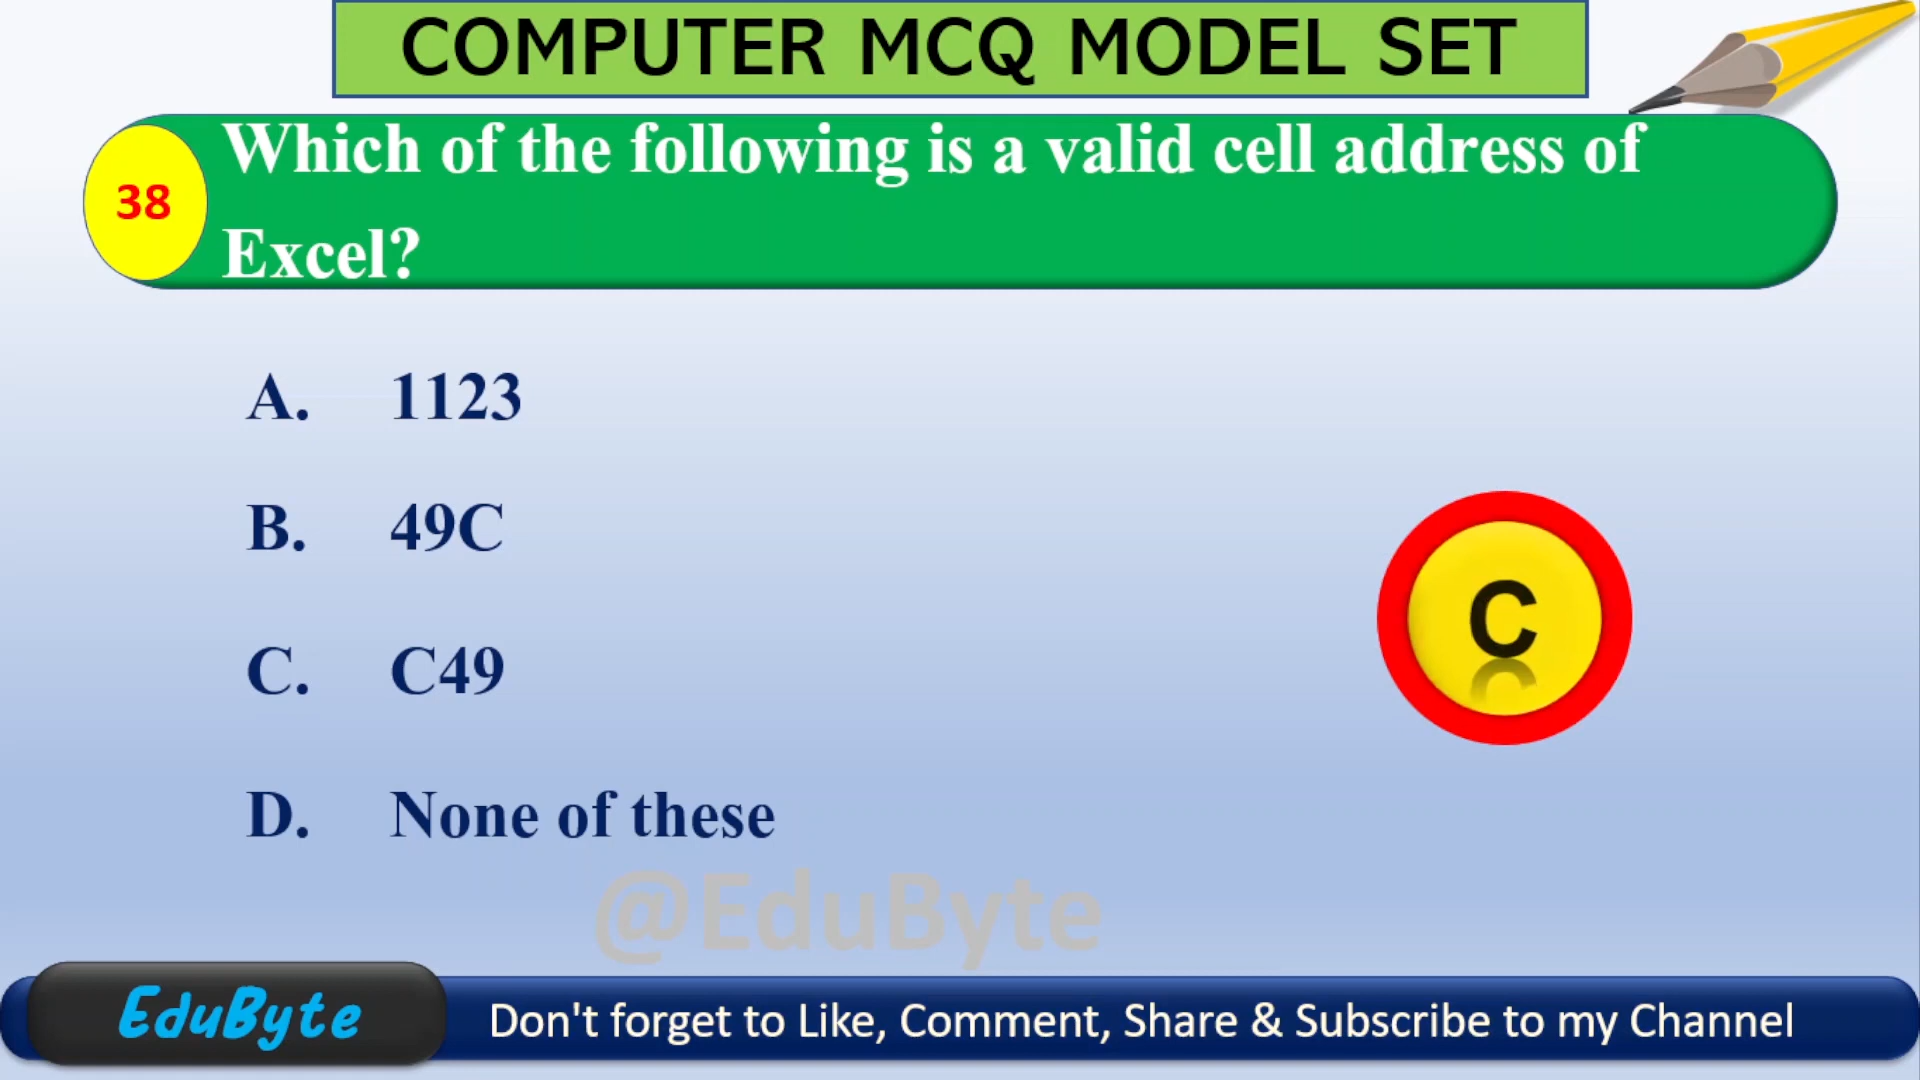 COMPUTER MCQ MODEL SET
38
Which of the following is a valid cell address of
Excel?
A. 1123
B. 49C
C. C49
D. None of these
C
@EduByte
EduByte
Don't forget to Like, Comment, Share & Subscribe to my Channel